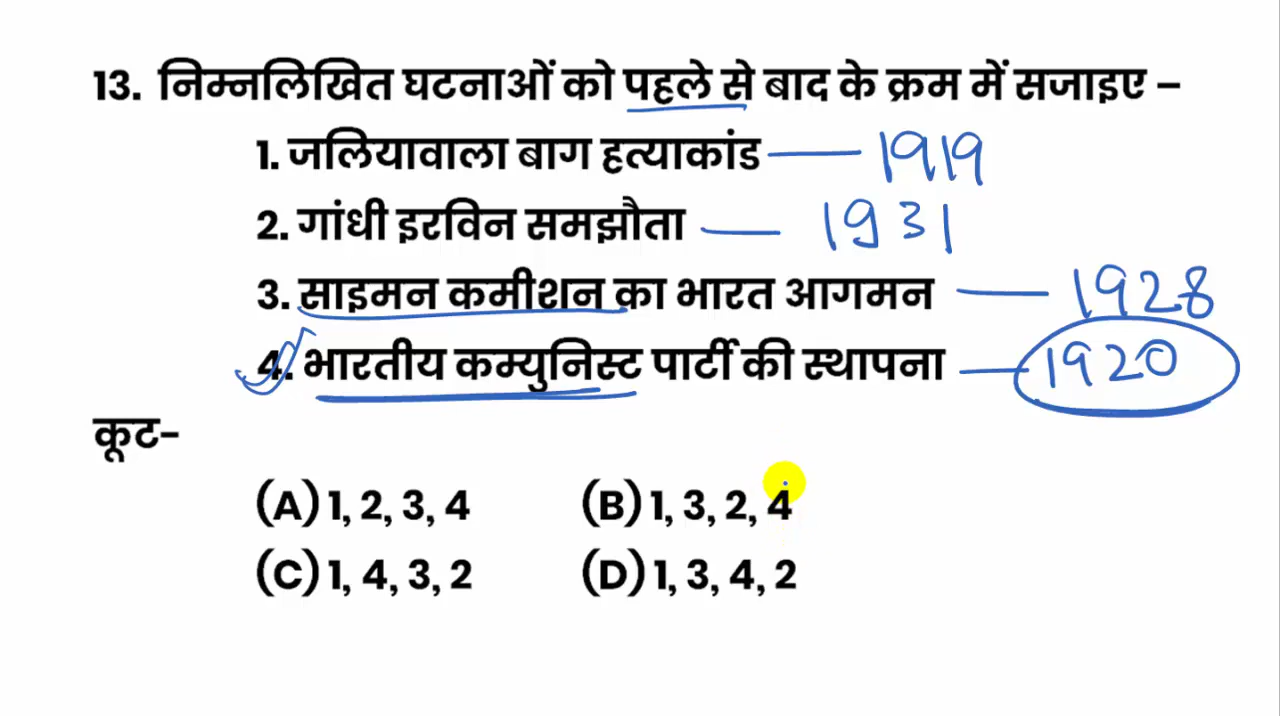 13. निम्नलिखित घटनाओं को पहले से बाद के क्रम में सजाइए –
1. जलियावाला बाग हत्याकांड — 1919
2. गांधी इरविन समझौता — 1931
3. साइमन कमीशन का भारत आगमन — 1928
4. भारतीय कम्युनिस्ट पार्टी की स्थापना — 1920
कूट-
(A) 1, 2, 3, 4 (B) 1, 3, 2, 4
(C) 1, 4, 3, 2 (D) 1, 3, 4, 2